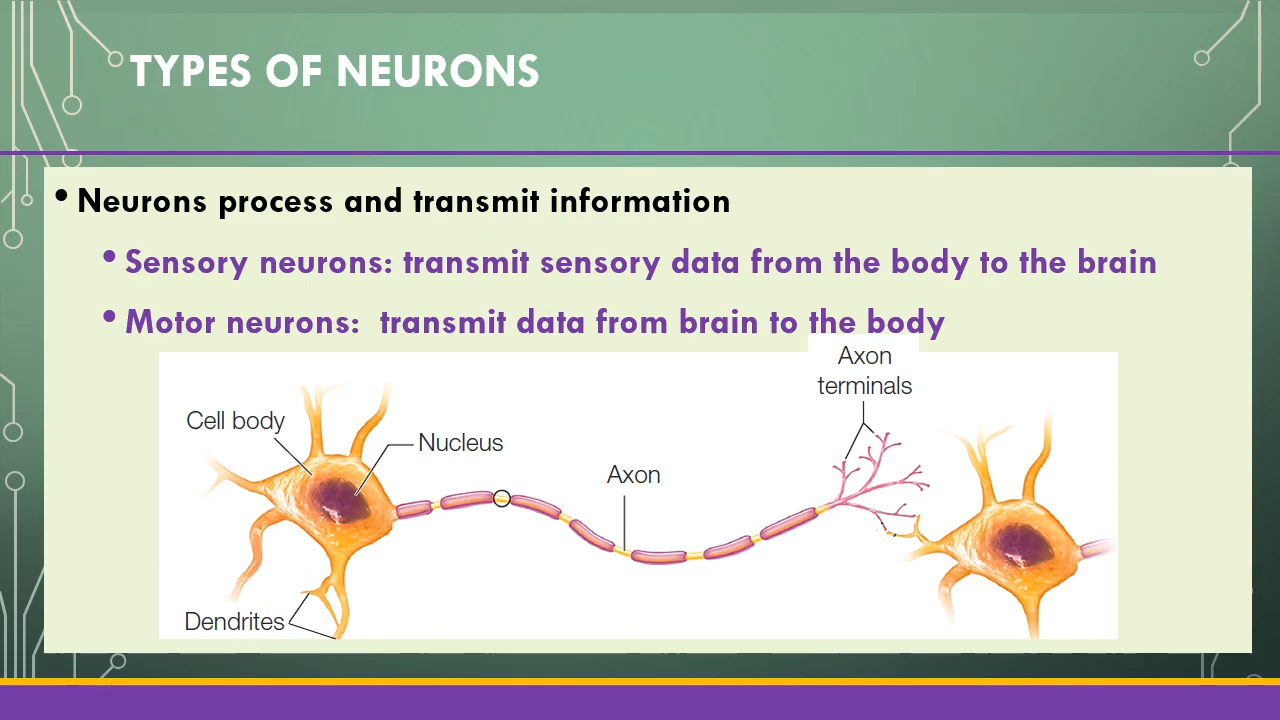 TYPES OF NEURONS
• Neurons process and transmit information
• Sensory neurons: transmit sensory data from the body to the brain
• Motor neurons:  transmit data from brain to the body
Axon
terminals
Cell body
Nucleus
Axon
Dendrites